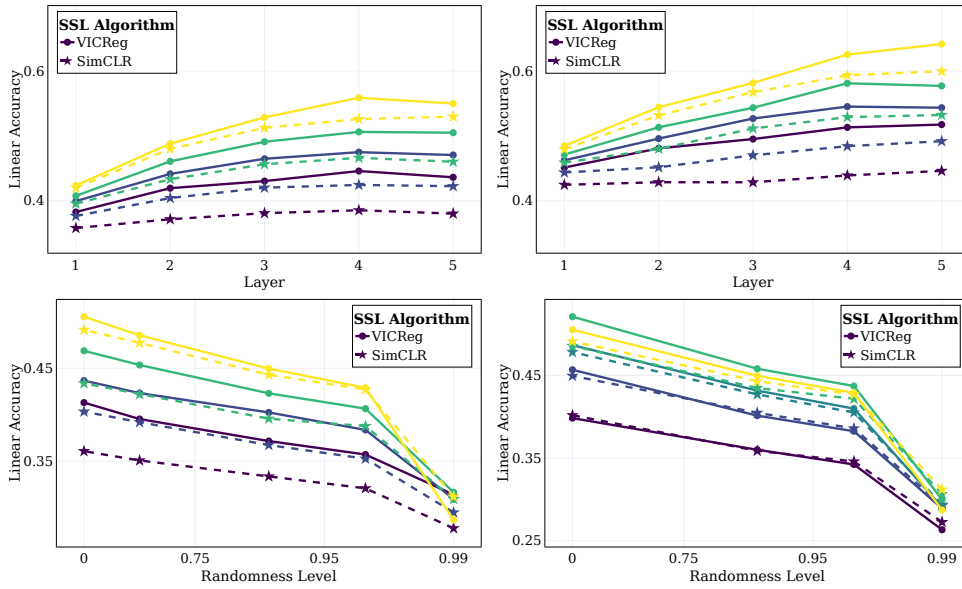 SSL Algorithm
VICReg
SimCLR
Linear Accuracy
0.6
0.4
1 2 3 4 5
Layer
SSL Algorithm
VICReg
SimCLR
Linear Accuracy
0.6
0.4
1 2 3 4 5
Layer
SSL Algorithm
VICReg
SimCLR
Linear Accuracy
0.45
0.35
0 0.75 0.95 0.99
Randomness Level
SSL Algorithm
VICReg
SimCLR
Linear Accuracy
0.45
0.35
0.25
0 0.75 0.95 0.99
Randomness Level